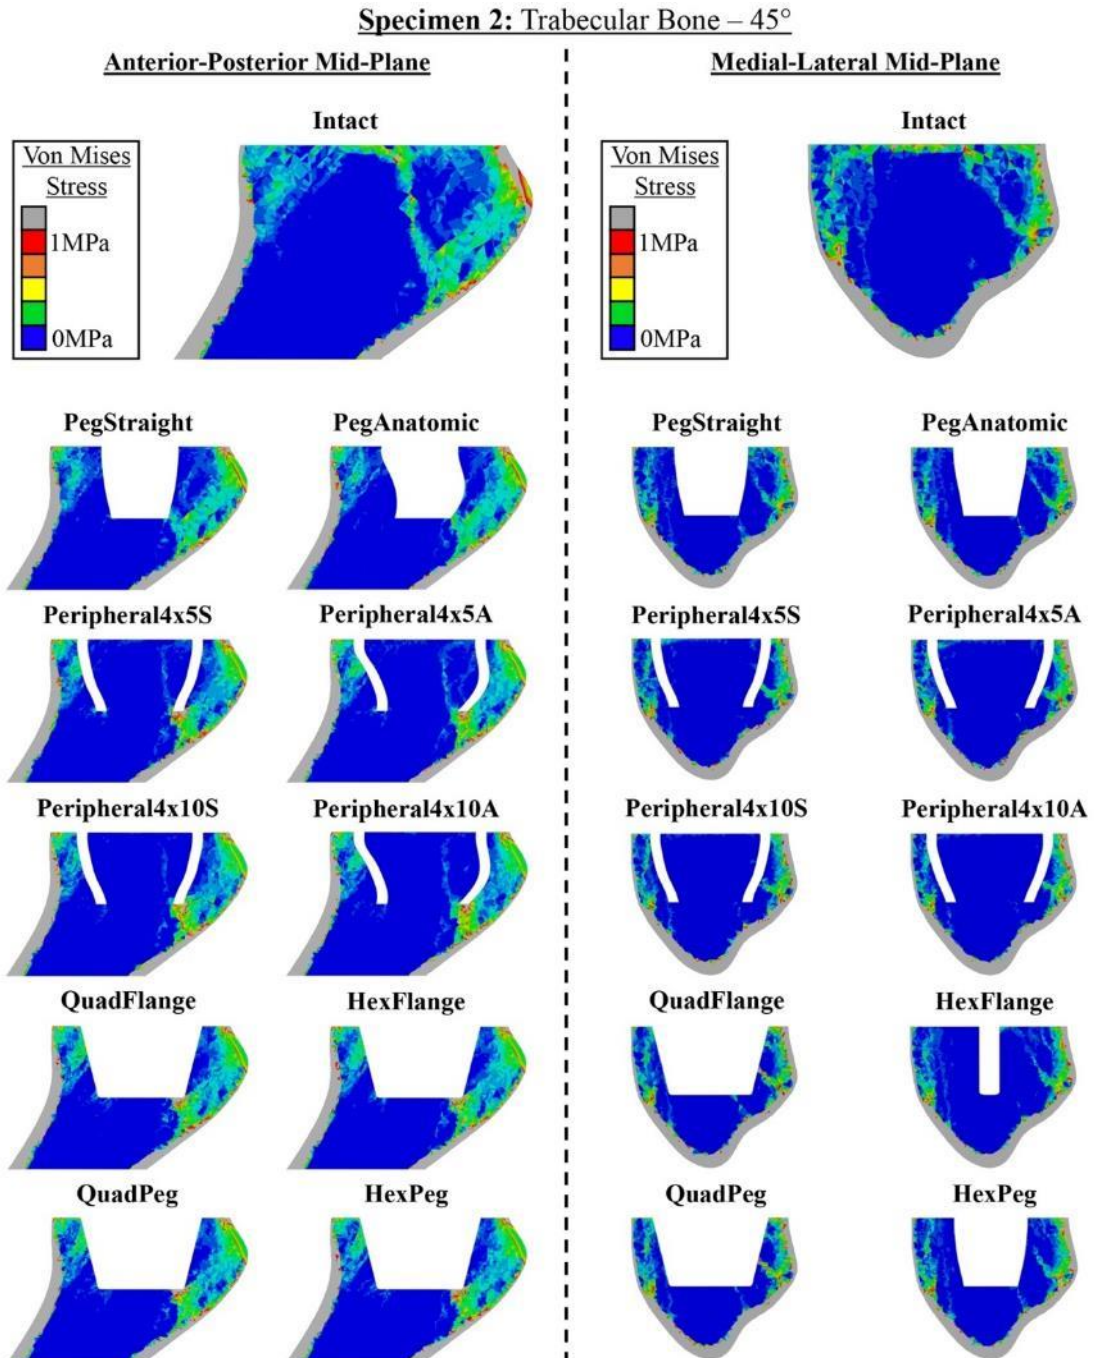 Specimen 2: Trabecular Bone – 45°
Anterior-Posterior Mid-Plane
Medial-Lateral Mid-Plane
Intact
Intact
Von Mises
Stress
1MPa
0MPa
Von Mises
Stress
1MPa
0MPa
PegStraight
PegAnatomic
PegStraight
PegAnatomic
Peripheral4x5S
Peripheral4x5A
Peripheral4x5S
Peripheral4x5A
Peripheral4x10S
Peripheral4x10A
Peripheral4x10S
Peripheral4x10A
QuadFlange
HexFlange
QuadFlange
HexFlange
QuadPeg
HexPeg
QuadPeg
HexPeg